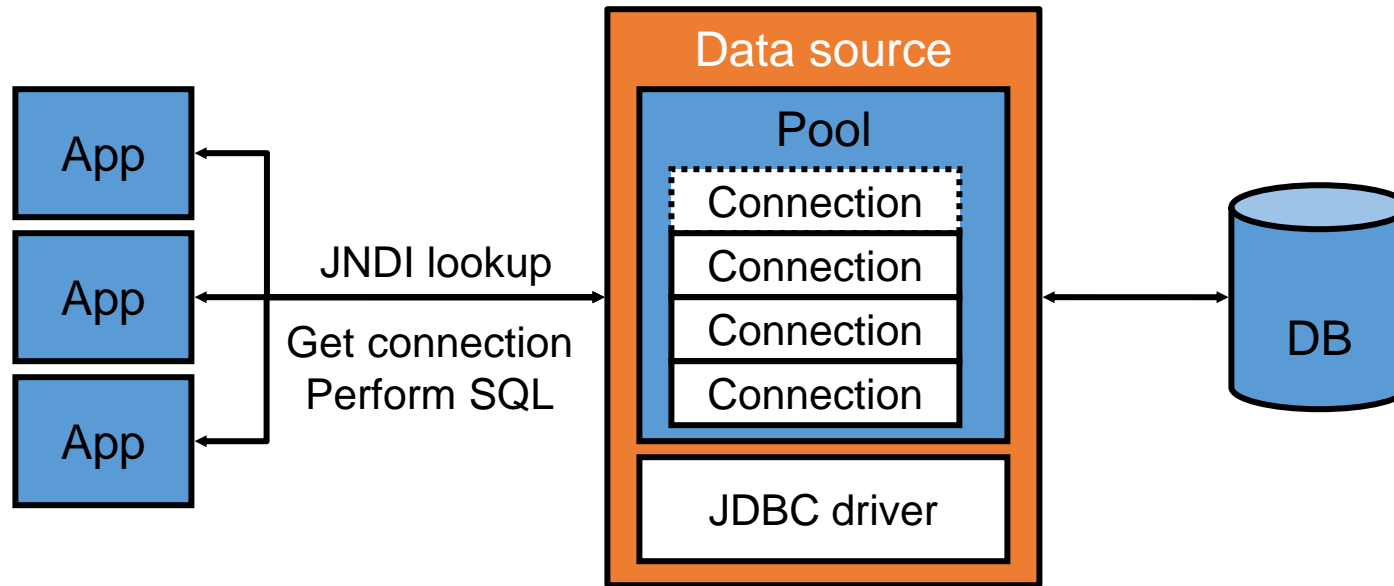 App
App
App
JNDI lookup
Get connection
Perform SQL
Data source
Pool
Connection
Connection
Connection
Connection
JDBC driver
DB